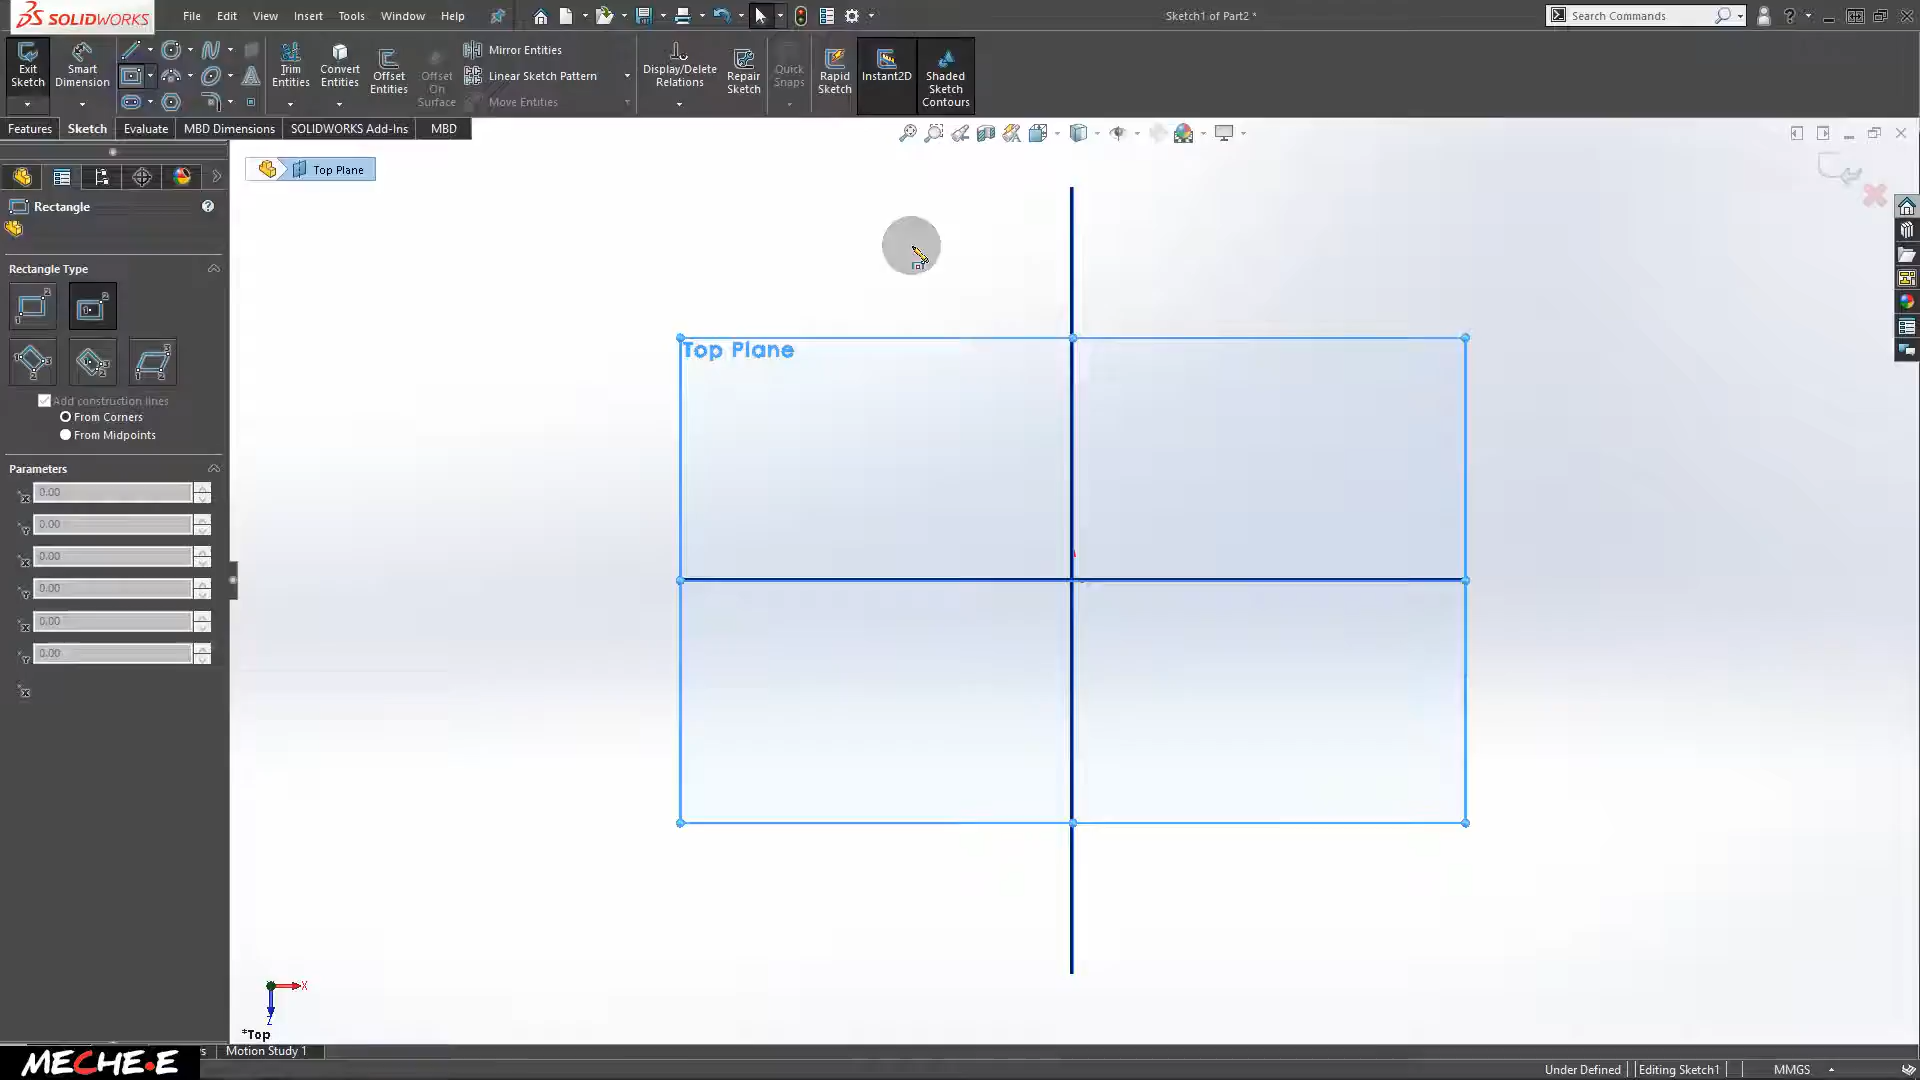 SOLIDWORKS File Edit View Insert Tools Window Help Sketch1 of Part2 * Search Commands
Exit Sketch
Smart Dimension
Trim Entities
Convert Entities
Offset Entities
Offset On Surface
Mirror Entities
Linear Sketch Pattern
Move Entities
Display/Delete Relations
Repair Sketch
Quick Snaps
Rapid Sketch
Instant2D
Shaded Sketch Contours
Features Sketch Evaluate MBD Dimensions SOLIDWORKS Add-Ins MBD
Top Plane
Rectangle
Rectangle Type
Add construction lines
From Corners
From Midpoints
Parameters
0.00
0.00
0.00
0.00
0.00
0.00
Top Plane
X
Z
*Top
Motion Study 1
MECHE.E
Under Defined Editing Sketch1 MMGS